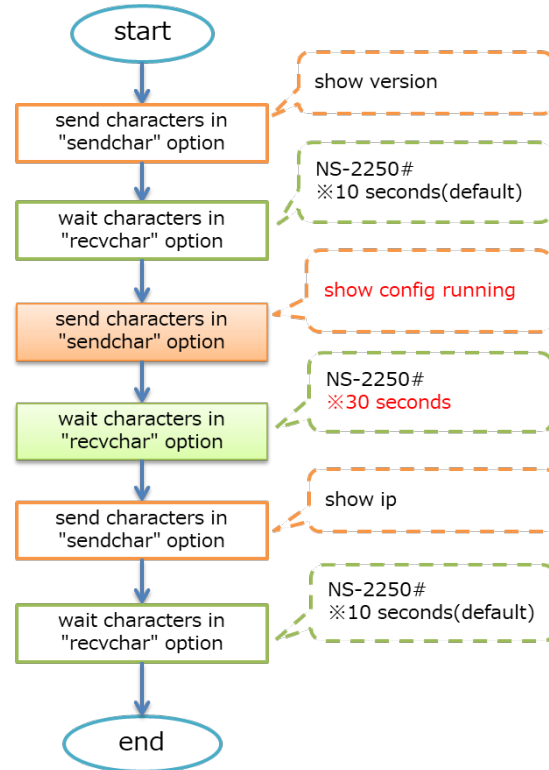 start
send characters in
"sendchar" option
show version
wait characters in
"recvchar" option
NS-2250#
※10 seconds(default)
send characters in
"sendchar" option
show config running
wait characters in
"recvchar" option
NS-2250#
※30 seconds
send characters in
"sendchar" option
show ip
wait characters in
"recvchar" option
NS-2250#
※10 seconds(default)
end